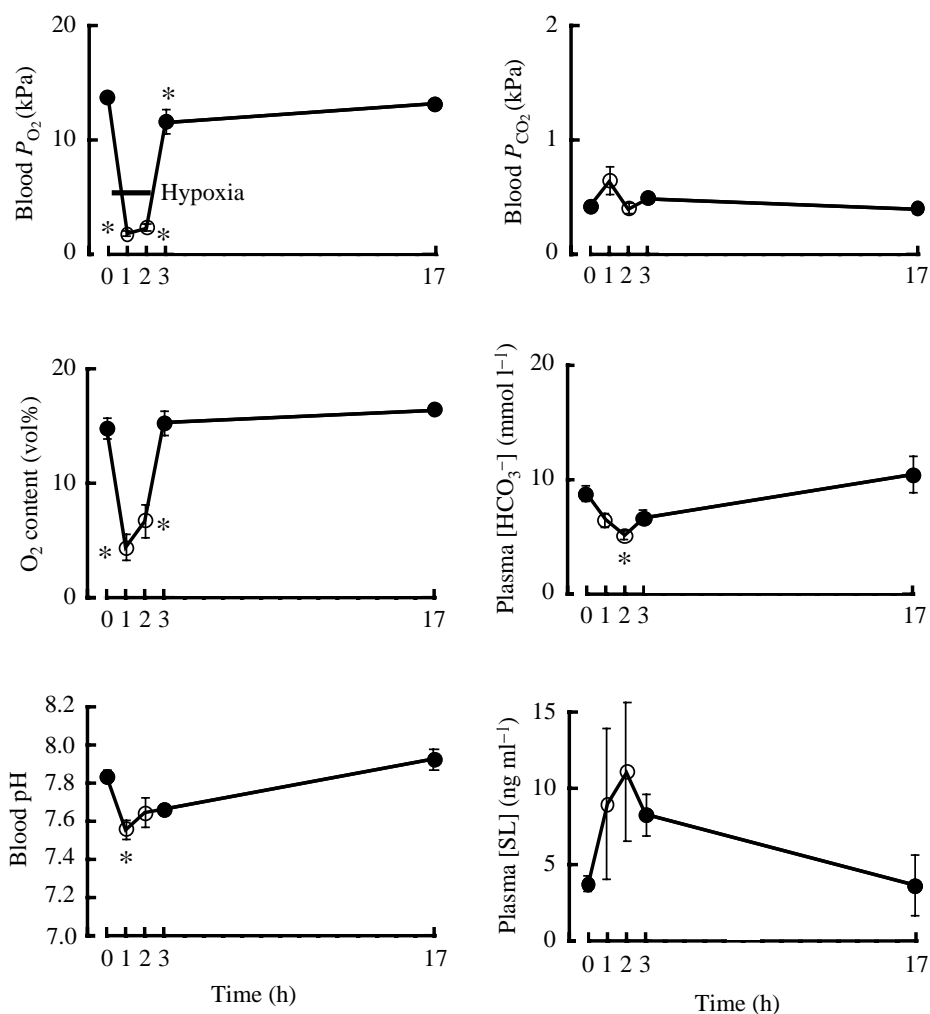 20
10
0
Blood PO2 (kPa)
*
Hypoxia
* *
0 1 2 3 17
2
1
0
Blood PCO2 (kPa)
0 1 2 3 17
20
10
0
O2 content (vol%)
* *
0 1 2 3 17
20
10
0
Plasma [HCO3−] (mmol l−1)
*
0 1 2 3 17
8.2
8.0
7.8
7.6
7.4
7.2
7.0
Blood pH
*
0 1 2 3 17
Time (h)
15
10
5
0
Plasma [SL] (ng ml−1)
0 1 2 3 17
Time (h)